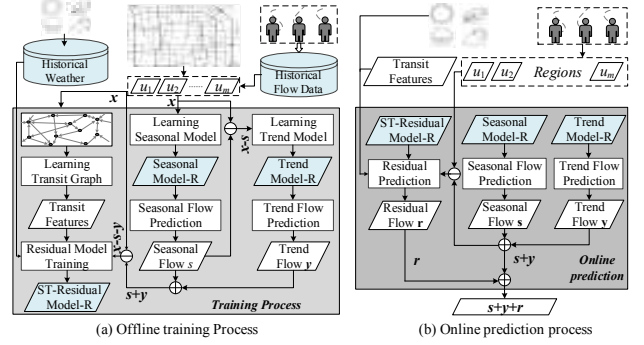 Historical
Weather
u1 u2 ...... um
Historical
Flow Data
x
x
x-s
Learning
Seasonal Model
Learning
Trend Model
Learning
Transit Graph
Seasonal
Model-R
Trend
Model-R
Transit
Features
Seasonal Flow
Prediction
Trend Flow
Prediction
x-s-y
Residual Model
Training
Seasonal
Flow s
Trend
Flow y
s+y
ST-Residual
Model-R
Training Process
(a) Offline training Process
Transit
Features
u1 u2 Regions um
ST-Residual
Model-R
Seasonal
Model-R
Trend
Model-R
Residual
Prediction
Seasonal Flow
Prediction
Trend Flow
Prediction
Residual
Flow r
Seasonal
Flow s
Trend
Flow y
s+y
r
Online
prediction
s+y+r
(b) Online prediction process